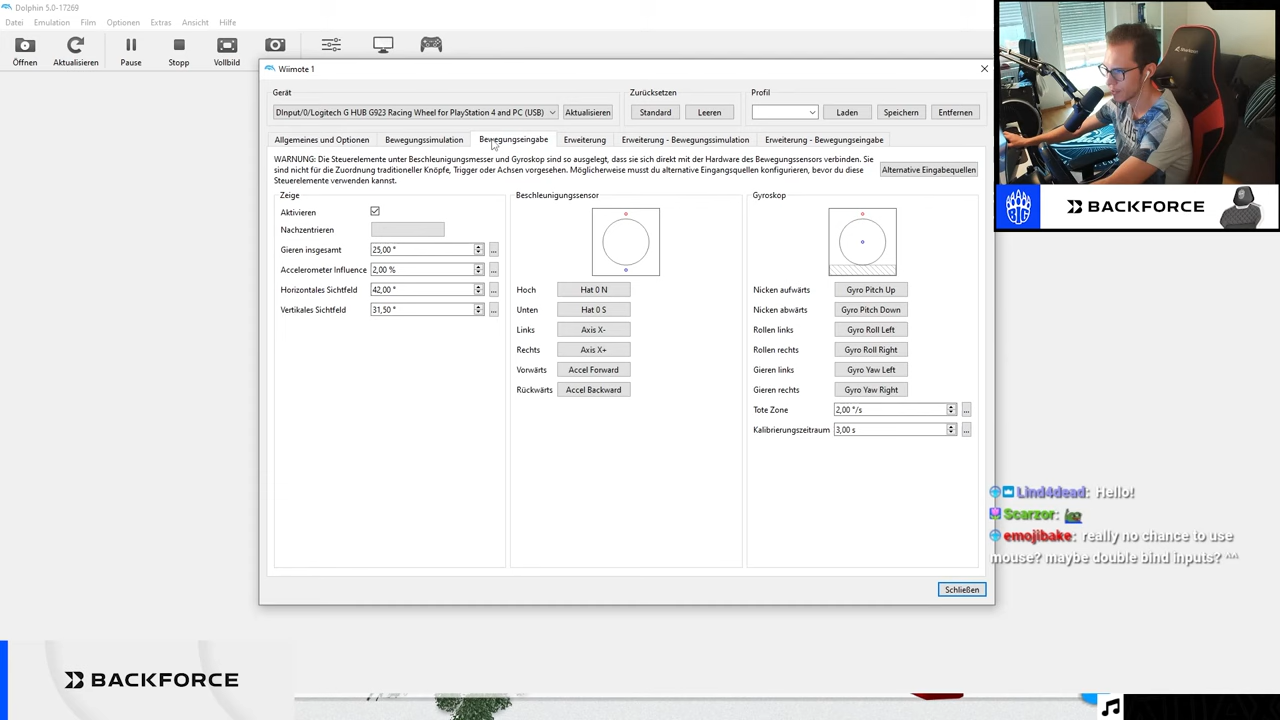 Dolphin 5.0-17269
Datei Emulation Film Optionen Extras Ansicht Hilfe
Öffnen Aktualisieren Pause Stopp Vollbild
Wiimote 1
Gerät
DInput/0/Logitech G HUB G923 Racing Wheel for PlayStation 4 and PC (USB) Aktualisieren
Zurücksetzen
Standard Leeren
Profil
Laden Speichern Entfernen
Allgemeines und Optionen Bewegungssimulation Bewegungseingabe Erweiterung Erweiterung - Bewegungssimulation Erweiterung - Bewegungseingabe
WARNUNG: Die Steuerelemente unter Beschleunigungsmesser und Gyroskop sind so ausgelegt, dass sie sich direkt mit der Hardware des Bewegungssensors verbinden. Sie
sind nicht für die Zuordnung traditioneller Knöpfe, Trigger oder Achsen vorgesehen. Möglicherweise musst du alternative Eingangsquellen konfigurieren, bevor du diese
Steuerelemente verwenden kannst.
Alternative Eingabequellen
Zeige
Aktivieren
Nachzentrieren
Gieren insgesamt 25,00 ° ...
Accelerometer Influence 2,00 % ...
Horizontales Sichtfeld 42,00 ° ...
Vertikales Sichtfeld 31,50 ° ...
Beschleunigungssensor
Hoch Hat 0 N
Unten Hat 0 S
Links Axis X-
Rechts Axis X+
Vorwärts Accel Forward
Rückwärts Accel Backward
Gyroskop
Nicken aufwärts Gyro Pitch Up
Nicken abwärts Gyro Pitch Down
Rollen links Gyro Roll Left
Rollen rechts Gyro Roll Right
Gieren links Gyro Yaw Left
Gieren rechts Gyro Yaw Right
Tote Zone 2,00 °/s ...
Kalibrierungszeitraum 3,00 s ...
Schließen
BIG
BACKFORCE
Lind4dead: Hello!
Scarzor:
emojibake: really no chance to use
mouse? maybe double bind inputs? ^^
BACKFORCE